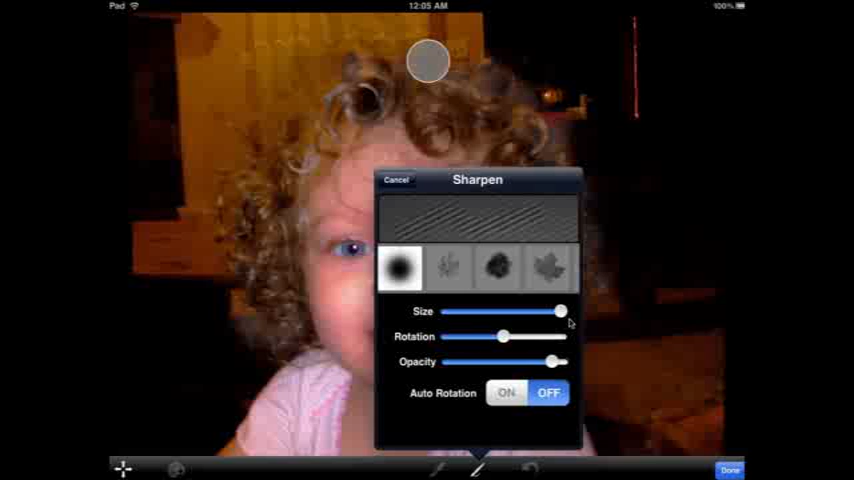 Pad 12:05 AM 100%
Cancel Sharpen
Size
Rotation
Opacity
Auto Rotation ON OFF
Done